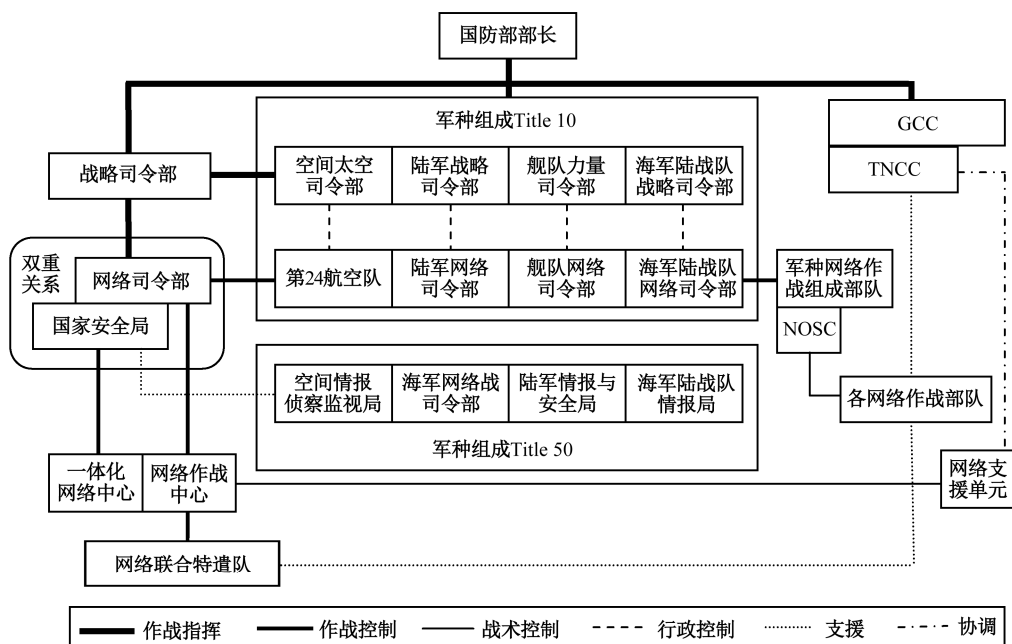 国防部部长
军种组成Title 10
GCC
TNCC
战略司令部
空间太空
司令部
陆军战略
司令部
舰队力量
司令部
海军陆战队
战略司令部
双重
关系
网络司令部
国家安全局
第24航空队
陆军网络
司令部
舰队网络
司令部
海军陆战队
网络司令部
军种网络作
战组成部队
NOSC
空间情报
侦察监视局
海军网络战
司令部
陆军情报与
安全局
海军陆战队
情报局
军种组成Title 50
各网络作战部队
一体化
网络中心
网络作战
中心
网络支
援单元
网络联合特遣队
作战指挥
作战控制
战术控制
行政控制
支援
协调